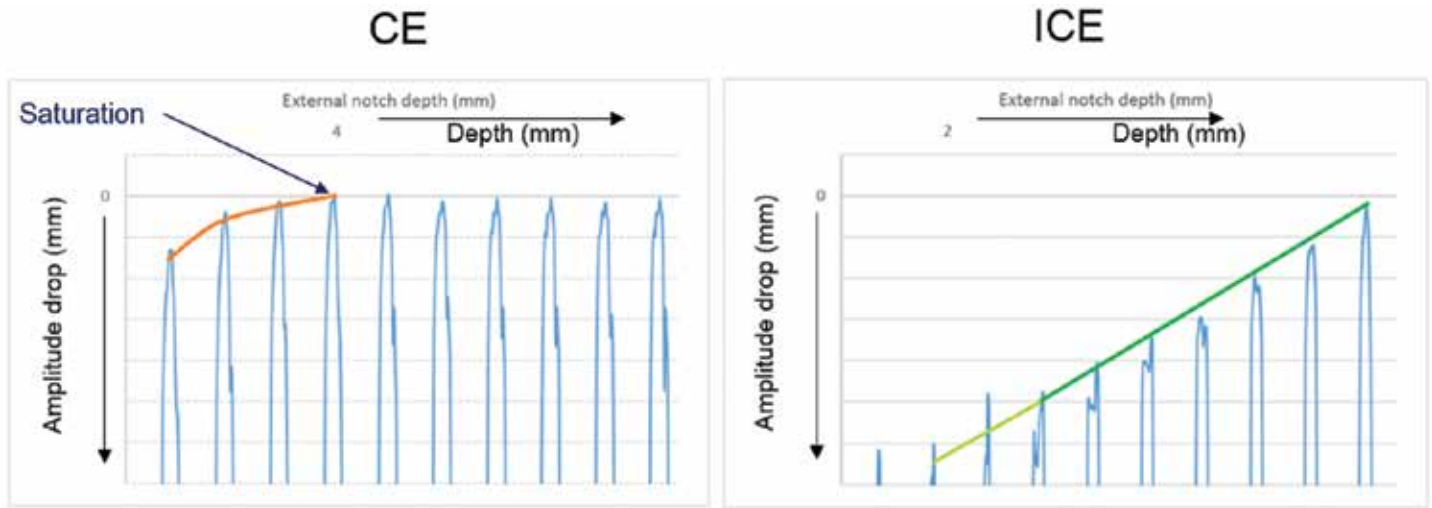 CE
Saturation
External notch depth (mm)
4
Depth (mm)
0
Amplitude drop (mm)
ICE
External notch depth (mm)
2
Depth (mm)
0
Amplitude drop (mm)